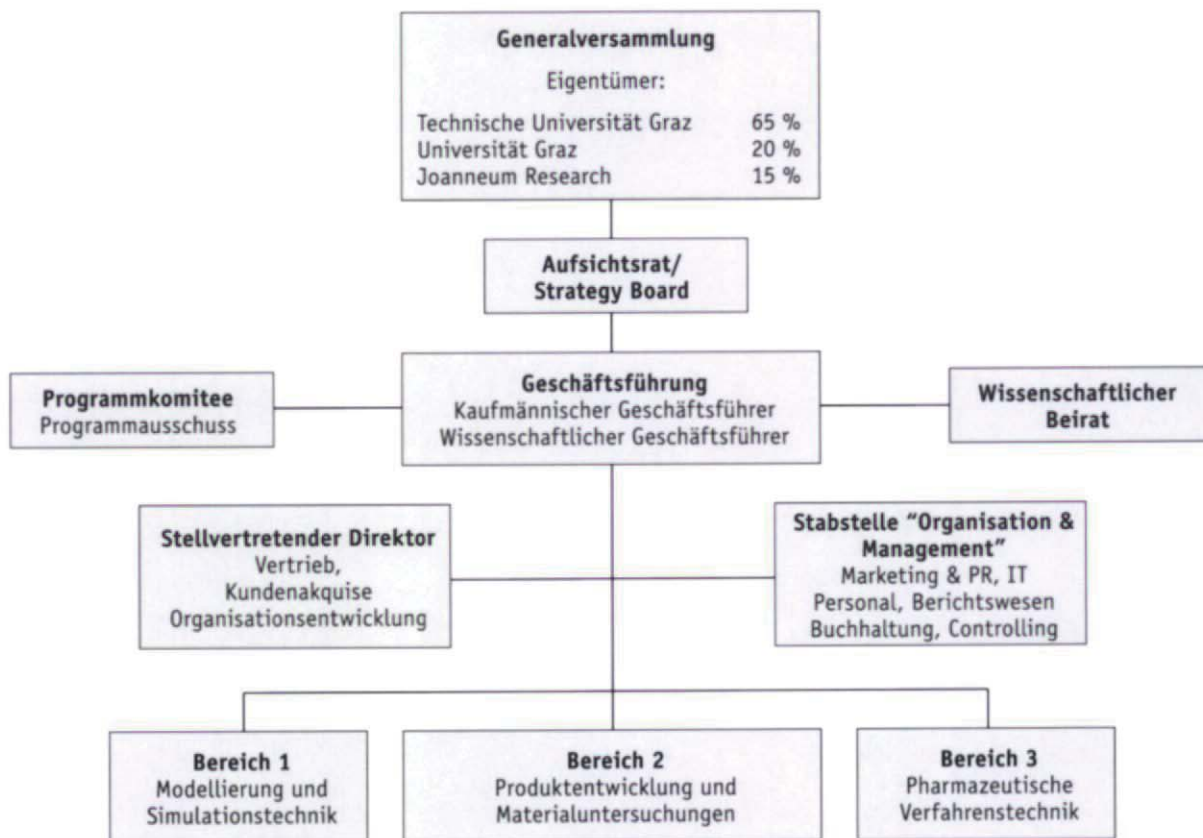 Generalversammlung
Eigentümer:
Technische Universität Graz 65 %
Universität Graz 20 %
Joanneum Research 15 %
Aufsichtsrat/
Strategy Board
Programmkomitee
Programmausschuss
Geschäftsführung
Kaufmännischer Geschäftsführer
Wissenschaftlicher Geschäftsführer
Wissenschaftlicher
Beirat
Stellvertretender Direktor
Vertrieb,
Kundenakquise
Organisationsentwicklung
Stabstelle “Organisation &
Management”
Marketing & PR, IT
Personal, Berichtswesen
Buchhaltung, Controlling
Bereich 1
Modellierung und
Simulationstechnik
Bereich 2
Produktentwicklung und
Materialuntersuchungen
Bereich 3
Pharmazeutische
Verfahrenstechnik